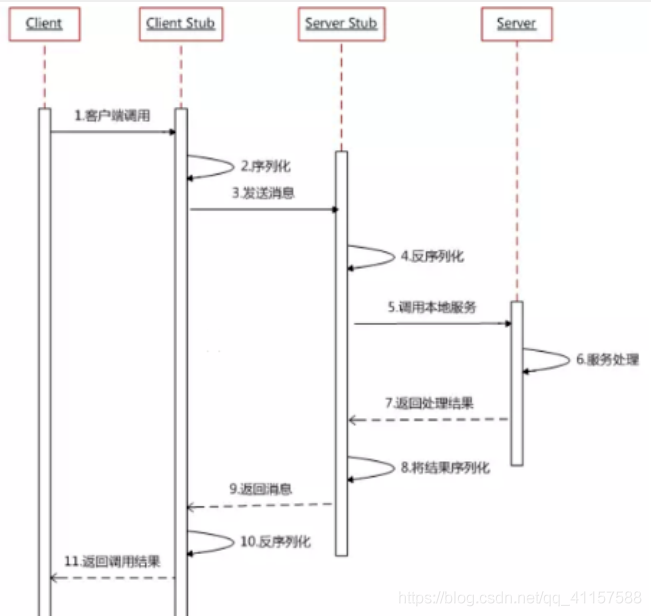 Client
Client Stub
Server Stub
Server
1.客户端调用
2.序列化
3.发送消息
4.反序列化
5.调用本地服务
6.服务处理
7.返回处理结果
8.将结果序列化
9.返回消息
10.反序列化
11.返回调用结果
https://blog.csdn.net/qq_41157588